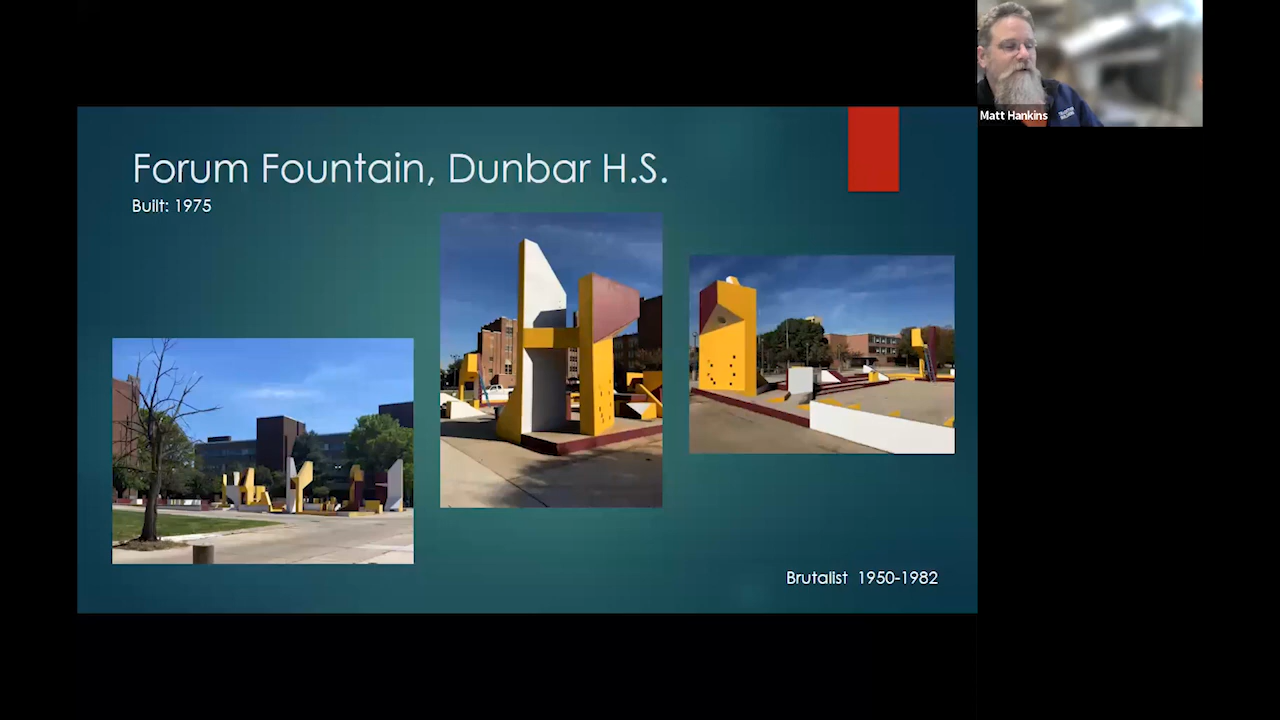 Forum Fountain, Dunbar H.S.
Built: 1975
Brutalist 1950-1982
Matt Hankins